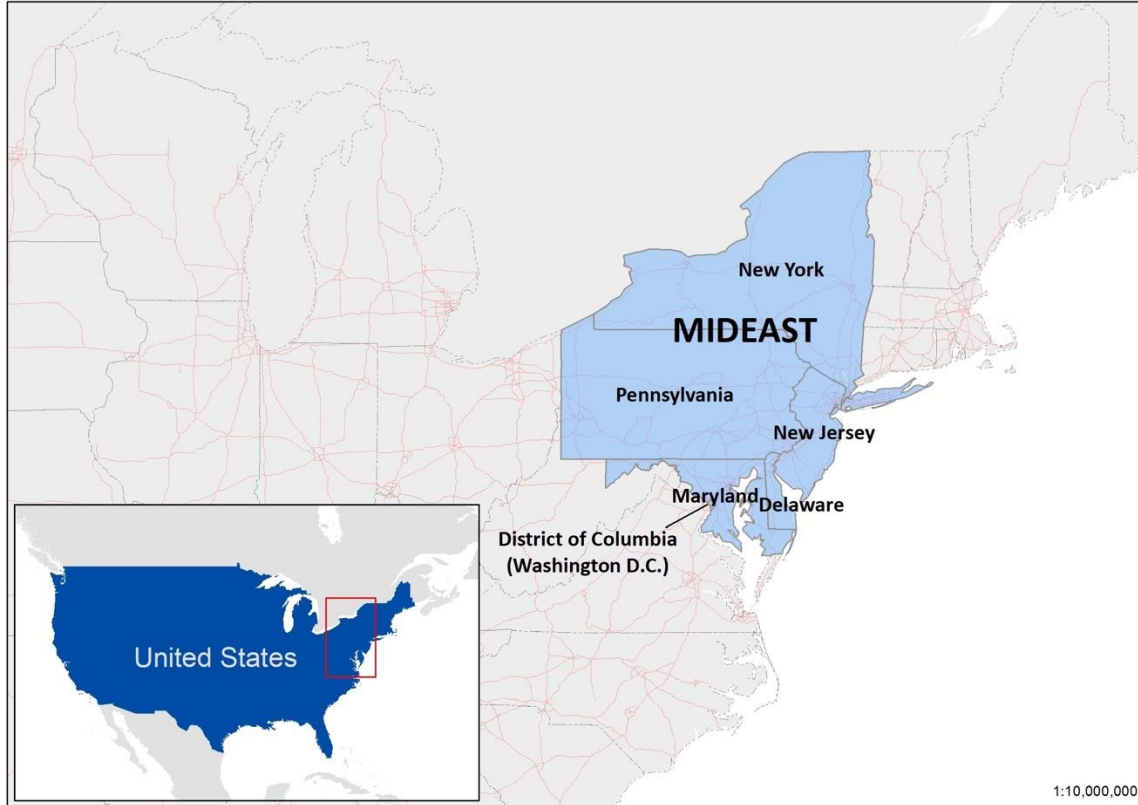 New York
MIDEAST
Pennsylvania
New Jersey
Maryland
Delaware
District of Columbia
(Washington D.C.)
United States
1:10,000,000